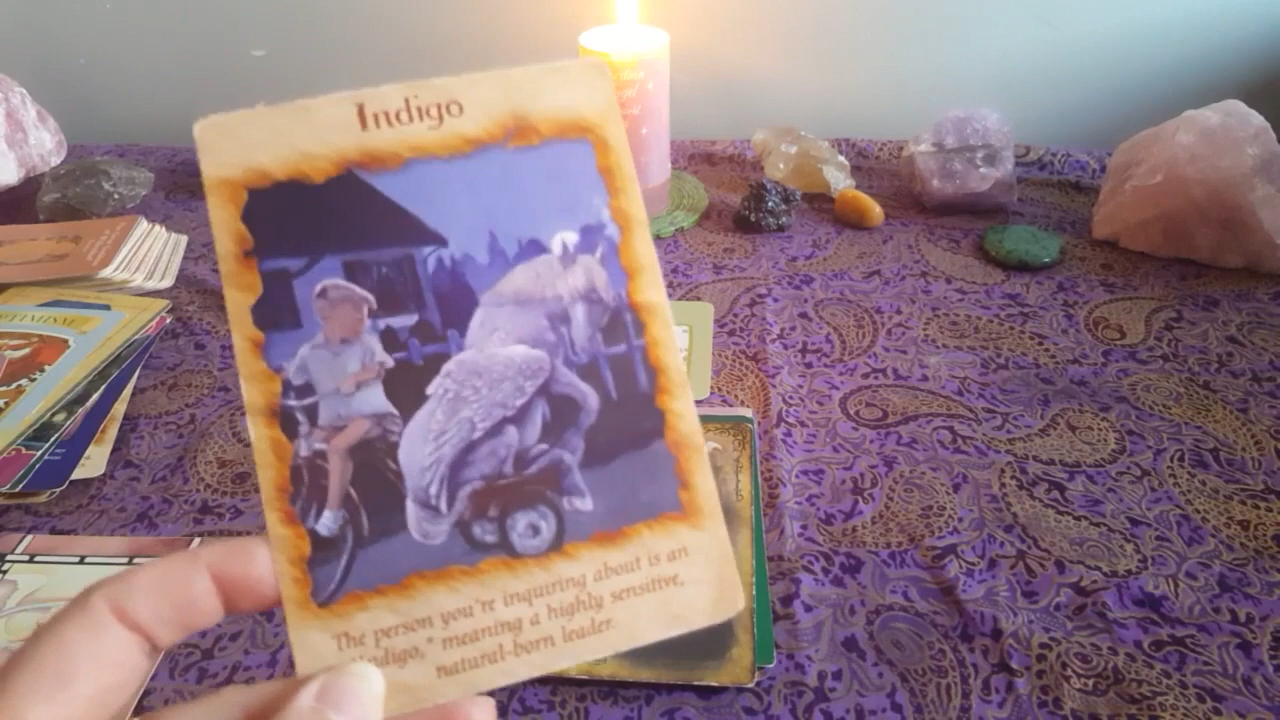 Indigo
The person you're inquiring about is an
"Indigo," meaning a highly sensitive,
natural-born leader.